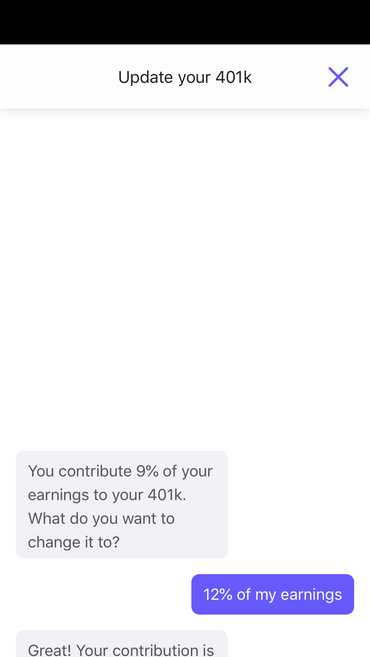 Update your 401k
You contribute 9% of your
earnings to your 401k.
What do you want to
change it to?
12% of my earnings
Great! Your contribution is